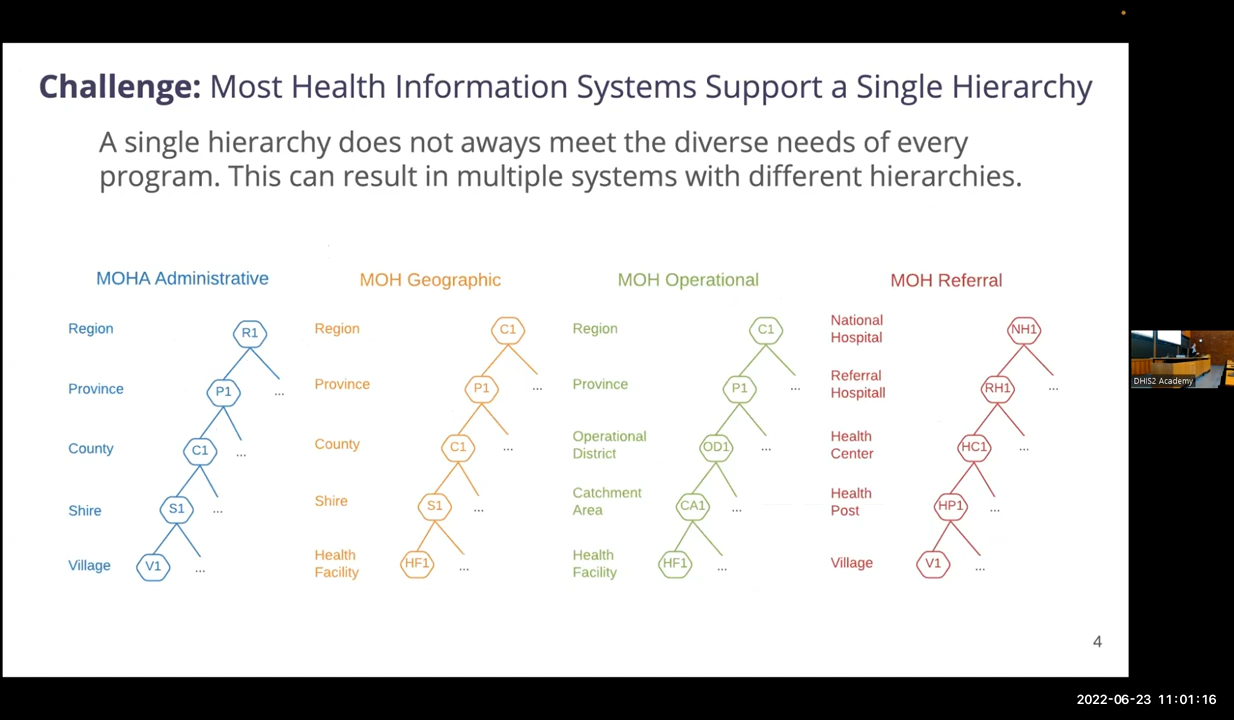 Challenge: Most Health Information Systems Support a Single Hierarchy
A single hierarchy does not aways meet the diverse needs of every
program. This can result in multiple systems with different hierarchies.
MOHA Administrative
Region
R1
Province
P1
...
County
C1
...
Shire
S1
...
Village
V1
...
MOH Geographic
Region
C1
Province
P1
...
County
C1
...
Shire
S1
...
Health
Facility
HF1
...
MOH Operational
Region
C1
Province
P1
...
Operational
District
OD1
...
Catchment
Area
CA1
...
Health
Facility
HF1
...
MOH Referral
National
Hospital
NH1
Referral
Hospitall
RH1
...
Health
Center
HC1
...
Health
Post
HP1
...
Village
V1
...
4
DHIS2 Academy
2022-06-23 11:01:16